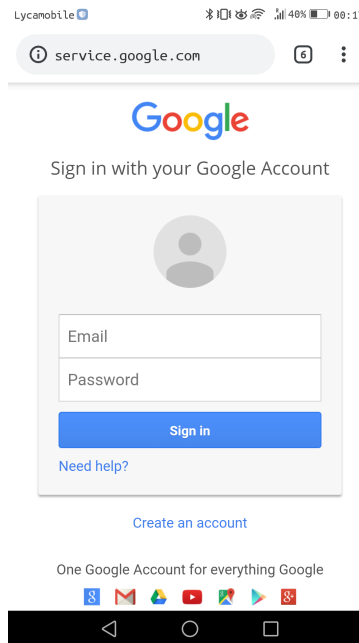 Lycamobile 40% 00:1
service.google.com 6
Google
Sign in with your Google Account
Email
Password
Sign in
Need help?
Create an account
One Google Account for everything Google